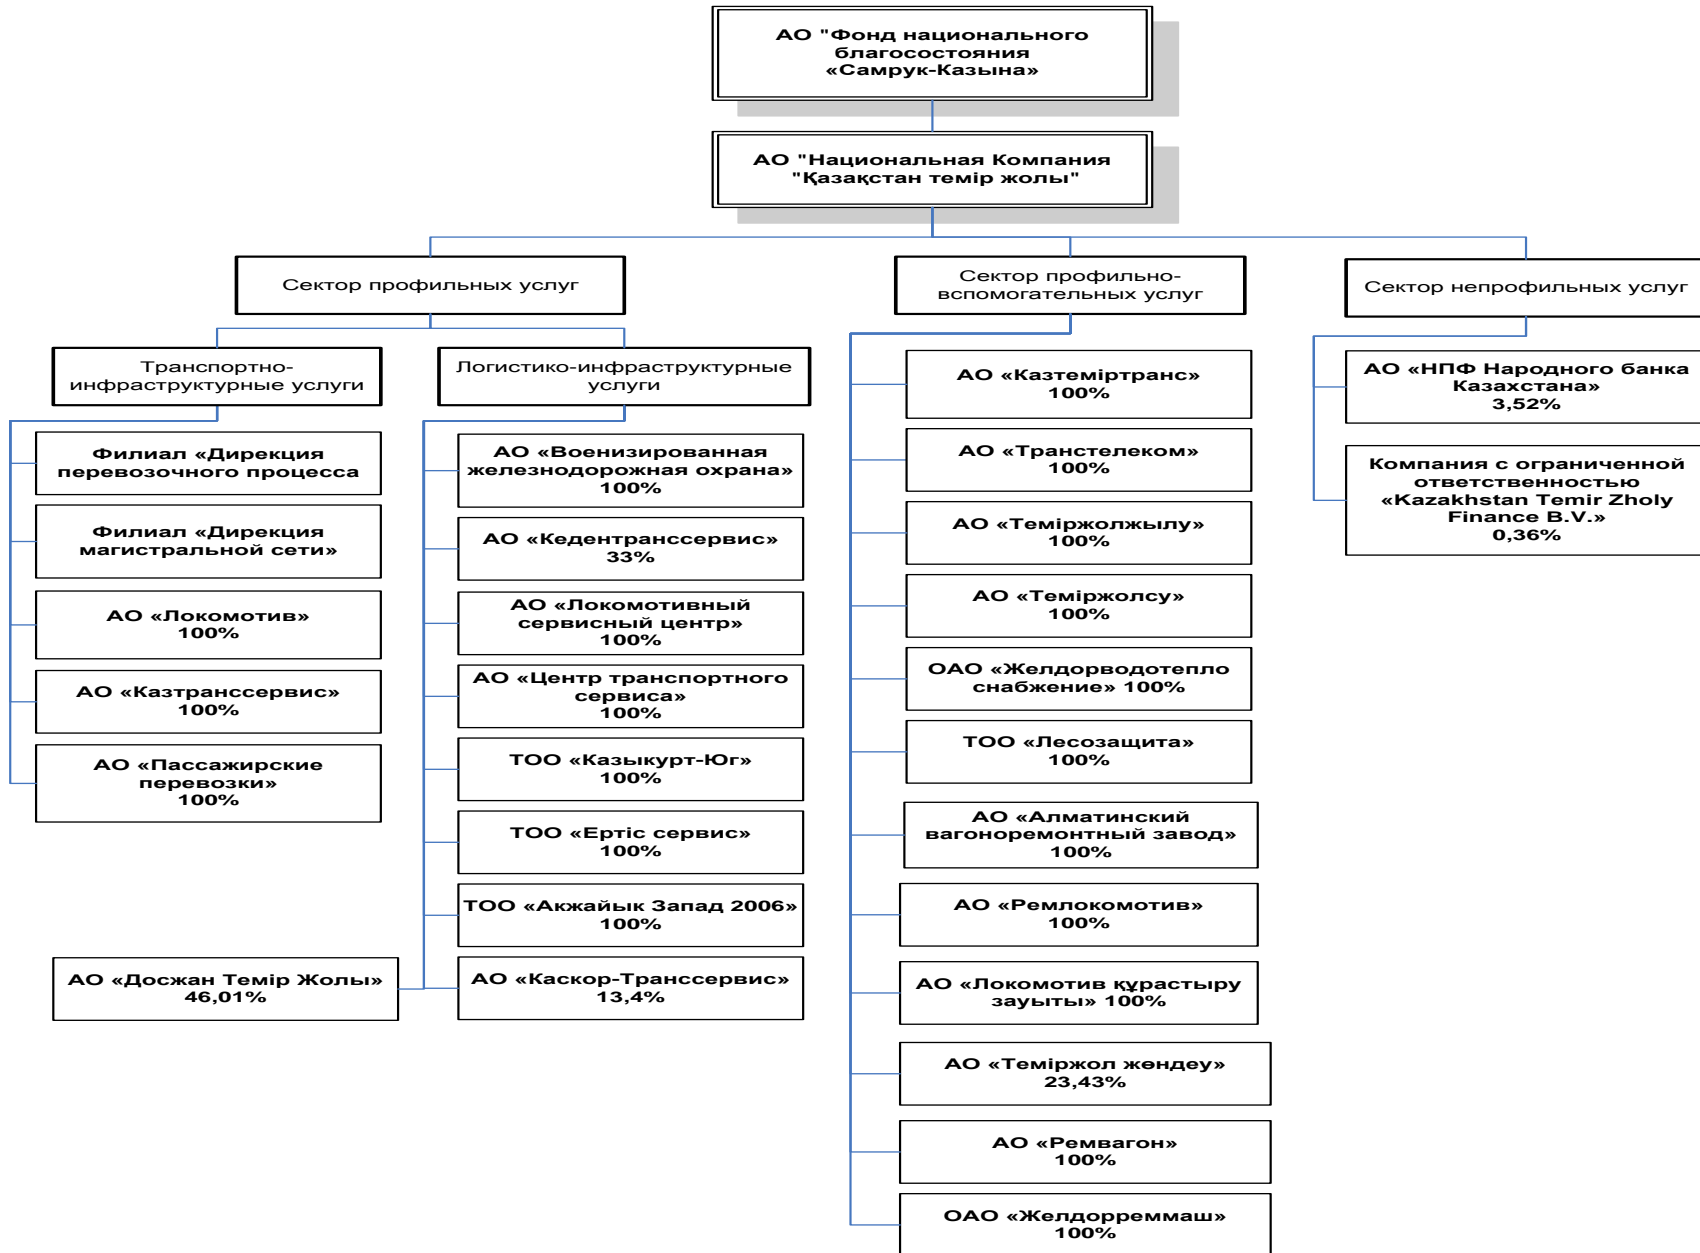 АО "Фонд национального
благосостояния
«Самрук-Казына»
АО "Национальная Компания
"Қазақстан темір жолы"
Сектор профильных услуг
Транспортно-
инфраструктурные услуги
Филиал «Дирекция
перевозочного процесса
Филиал «Дирекция
магистральной сети»
АО «Локомотив»
100%
АО «Казтранссервис»
100%
АО «Пассажирские
перевозки»
100%
Логистико-инфраструктурные
услуги
АО «Военизированная
железнодорожная охрана»
100%
АО «Кедентранссервис»
33%
АО «Локомотивный
сервисный центр»
100%
АО «Центр транспортного
сервиса»
100%
ТОО «Казыкурт-Юг»
100%
ТОО «Ертіс сервис»
100%
ТОО «Акжайык Запад 2006»
100%
АО «Досжан Темір Жолы»
46,01%
АО «Каскор-Транссервис»
13,4%
Сектор профильно-
вспомогательных услуг
АО «Казтеміртранс»
100%
АО «Транстелеком»
100%
АО «Теміржолжылу»
100%
АО «Теміржолсу»
100%
ОАО «Желдорводотепло
снабжение» 100%
ТОО «Лесозащита»
100%
АО «Алматинский
вагоноремонтный завод»
100%
АО «Ремлокомотив»
100%
АО «Локомотив құрастыру
зауыты» 100%
АО «Теміржол жөндеу»
23,43%
АО «Ремвагон»
100%
ОАО «Желдорреммаш»
100%
Сектор непрофильных услуг
АО «НПФ Народного банка
Казахстана»
3,52%
Компания с ограниченной
ответственностью
«Kazakhstan Temir Zholy
Finance B.V.»
0,36%